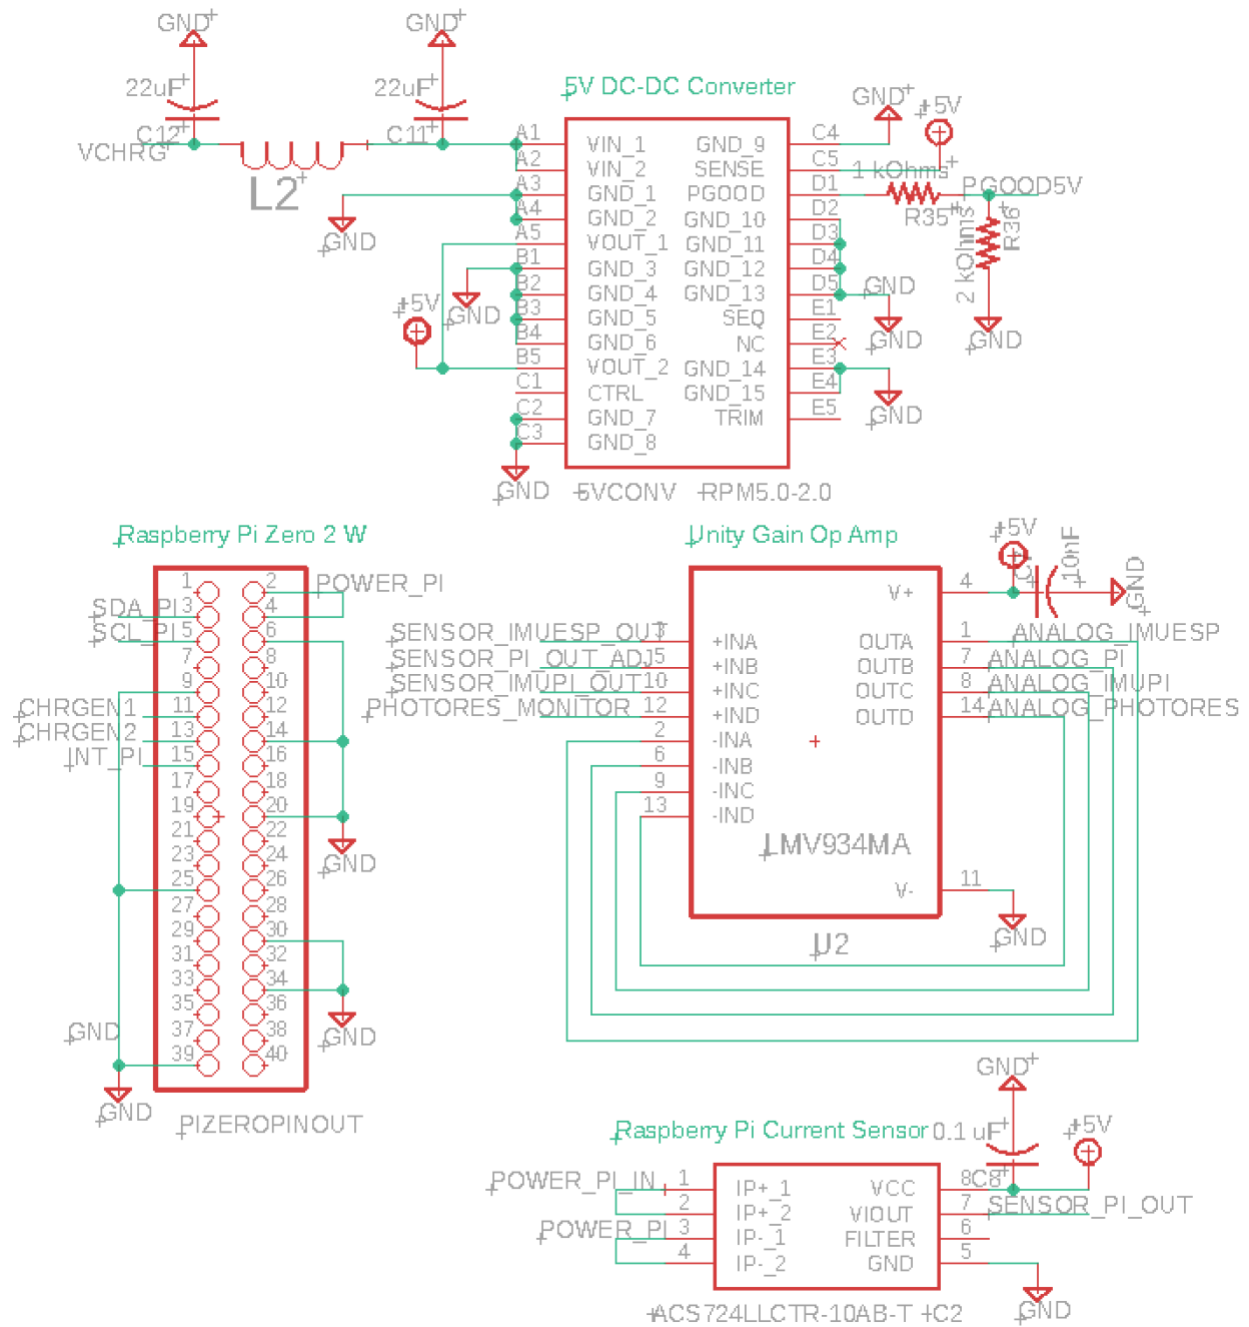 GND GND
22uF 22uF
C12 C11
VCHRG
L2
5V DC-DC Converter
GND +5V
A1 VIN_1 GND_9 C4
A2 VIN_2 SENSE C5
1 kOhms
A3 GND_1 PGOOD D1 PGOOD5V
R35
A4 GND_2 GND_10 D2
R36
2 kOhms
GND
A5 VOUT_1 GND_11 D3
B1 GND_3 GND_12 D4
B2 GND_4 GND_13 D5 GND
+5V
GND
B3 GND_5 SEQ E1
B4 GND_6 NC E2 GND GND
B5 VOUT_2 GND_14 E3
C1 CTRL GND_15 E4
C2 GND_7 TRIM E5 GND
C3 GND_8
GND
5VCONV RPM5.0-2.0
Raspberry Pi Zero 2 W
1 2 POWER_PI
SDA_PI 3 4
SCL_PI 5 6
7 8
9 10
CHRGEN1 11 12
CHRGEN2 13 14
INT_PI 15 16
17 18
19 20
21 22
GND
23 24
25 26
27 28
29 30
31 32
33 34
35 36
GND
GND 37 38
39 40
GND
PIZEROPINOUT
Unity Gain Op Amp
+5V
10nF
V+ 4 GND
SENSOR_IMUESP_OUT 3 +INA OUTA 1 ANALOG_IMUESP
SENSOR_PI_OUT_ADJ 5 +INB OUTB 7 ANALOG_PI
SENSOR_IMUPI_OUT 10 +INC OUTC 8 ANALOG_IMUPI
PHOTORES_MONITOR 12 +IND OUTD 14 ANALOG_PHOTORES
2 -INA
6 -INB
9 -INC
13 -IND
LMV934MA
V- 11
GND
U2
GND
Raspberry Pi Current Sensor 0.1 uF +5V
POWER_PI_IN 1 IP+_1 VCC 8 C8
2 IP+_2 VIOUT 7 SENSOR_PI_OUT
POWER_PI 3 IP-_1 FILTER 6
4 IP-_2 GND 5
GND
ACS724LLCTR-10AB-T C2